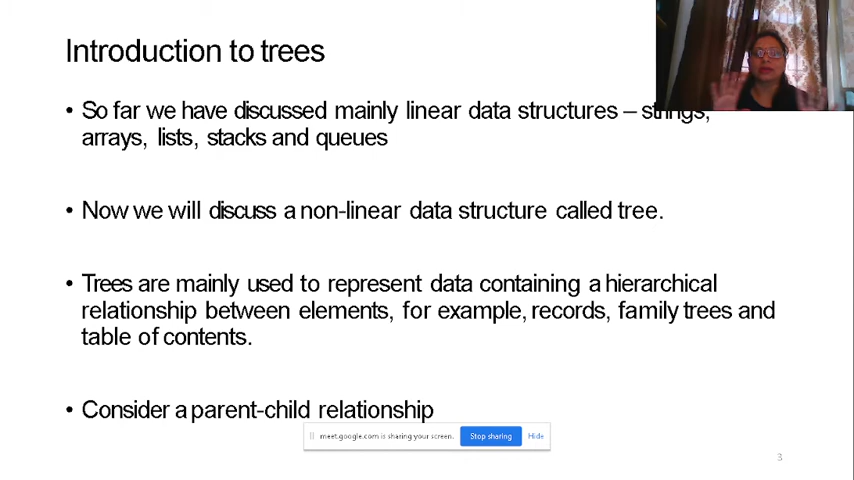 Introduction to trees
• So far we have discussed mainly linear data structures – strings,
arrays, lists, stacks and queues
• Now we will discuss a non-linear data structure called tree.
• Trees are mainly used to represent data containing a hierarchical
relationship between elements, for example, records, family trees and
table of contents.
• Consider a parent-child relationship
meet.google.com is sharing your screen. Stop sharing Hide
3